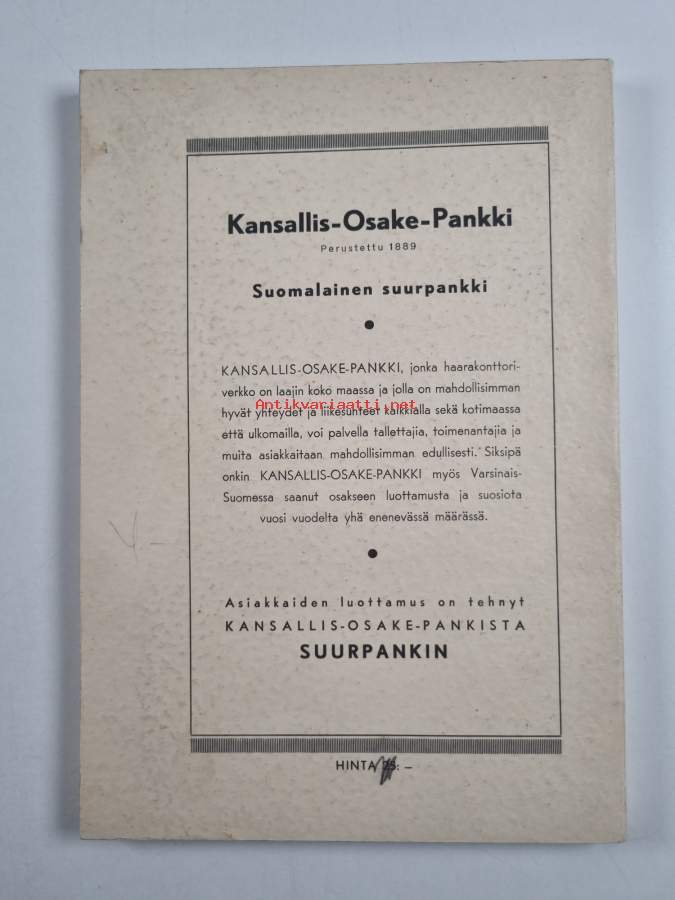 Kansallis-Osake-Pankki
Perustettu 1889
Suomalainen suurpankki
KANSALLIS-OSAKE-PANKKI, jonka haarakonttori-
verkko on laajin koko maassa ja jolla on mahdollisimman
Antikvariaatti.net
hyvät yhteydet ja liikesuhteet kaikkialla sekä kotimaassa
että ulkomailla, voi palvella tallettajia, toimenantajia ja
muita asiakkaitaan mahdollisimman edullisesti. Siksipä
onkin KANSALLIS-OSAKE-PANKKI myös Varsinais-
Suomessa saanut osakseen luottamusta ja suosiota
vuosi vuodelta yhä enenevässä määrässä.
Asiakkaiden luottamus on tehnyt
KANSALLIS-OSAKE-PANKISTA
SUURPANKIN
HINTA : —